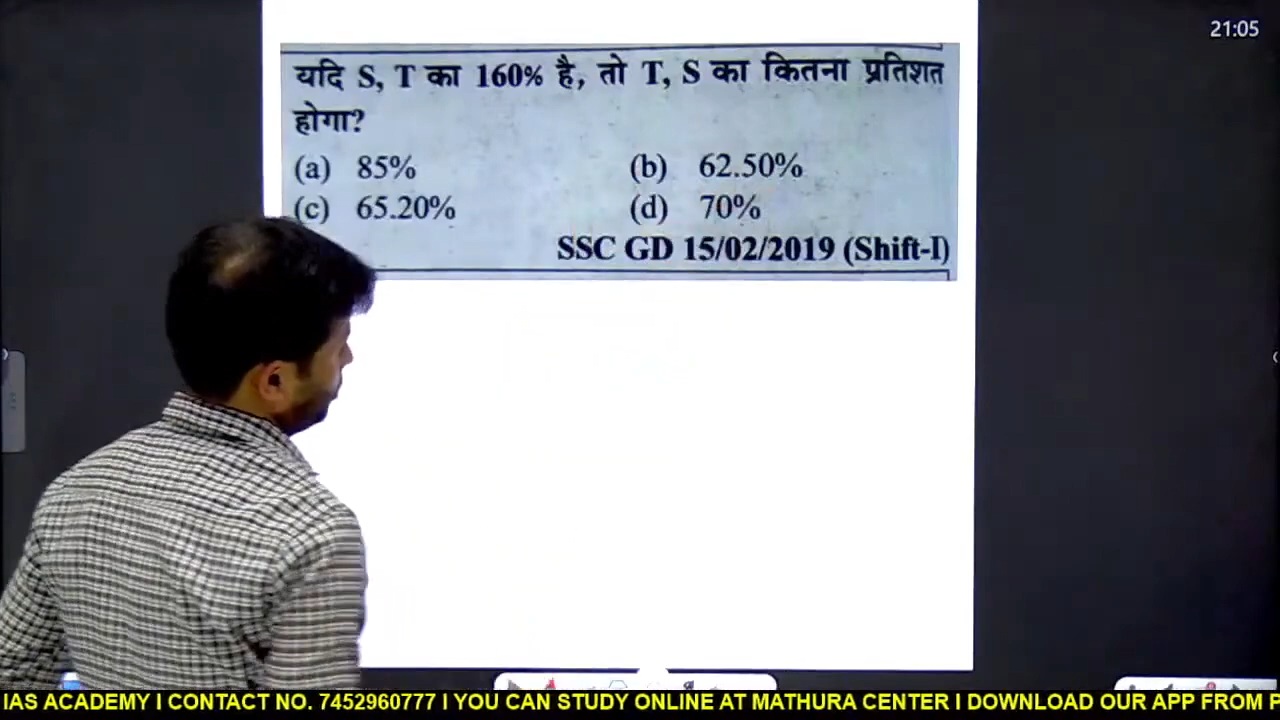 21:05
यदि S, T का 160% है, तो T, S का कितना प्रतिशत
होगा?
(a) 85% (b) 62.50%
(c) 65.20% (d) 70%
SSC GD 15/02/2019 (Shift-I)
IAS ACADEMY I CONTACT NO. 7452960777 I YOU CAN STUDY ONLINE AT MATHURA CENTER I DOWNLOAD OUR APP FROM